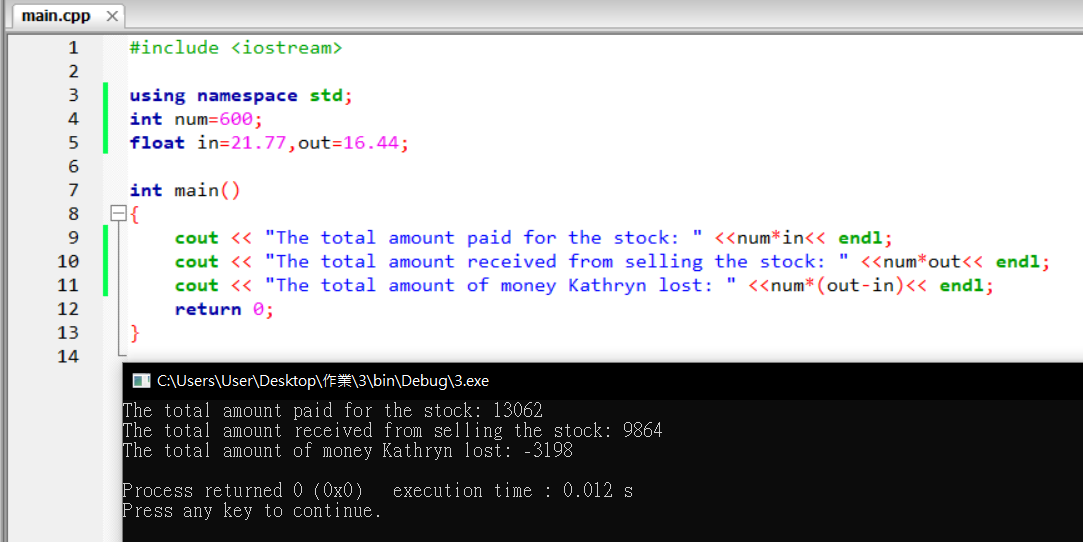 main.cpp ×
1 #include <iostream>
2
3 using namespace std;
4 int num=600;
5 float in=21.77,out=16.44;
6
7 int main()
8 {
9 cout << "The total amount paid for the stock: " <<num*in<< endl;
10 cout << "The total amount received from selling the stock: " <<num*out<< endl;
11 cout << "The total amount of money Kathryn lost: " <<num*(out-in)<< endl;
12 return 0;
13 }
14
C:\Users\User\Desktop\作業\3\bin\Debug\3.exe
The total amount paid for the stock: 13062
The total amount received from selling the stock: 9864
The total amount of money Kathryn lost: -3198
Process returned 0 (0x0) execution time : 0.012 s
Press any key to continue.